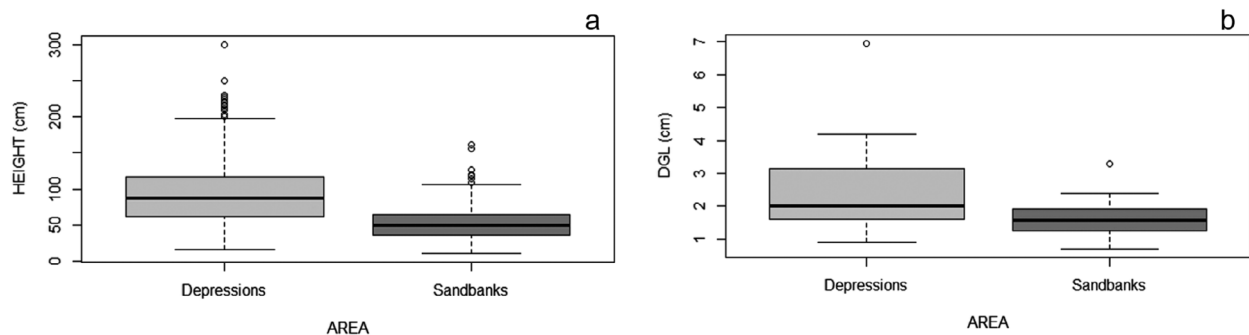 a
HEIGHT (cm)
300
200
100
50
0
Depressions
Sandbanks
AREA
b
DGL (cm)
7
6
5
4
3
2
1
Depressions
Sandbanks
AREA